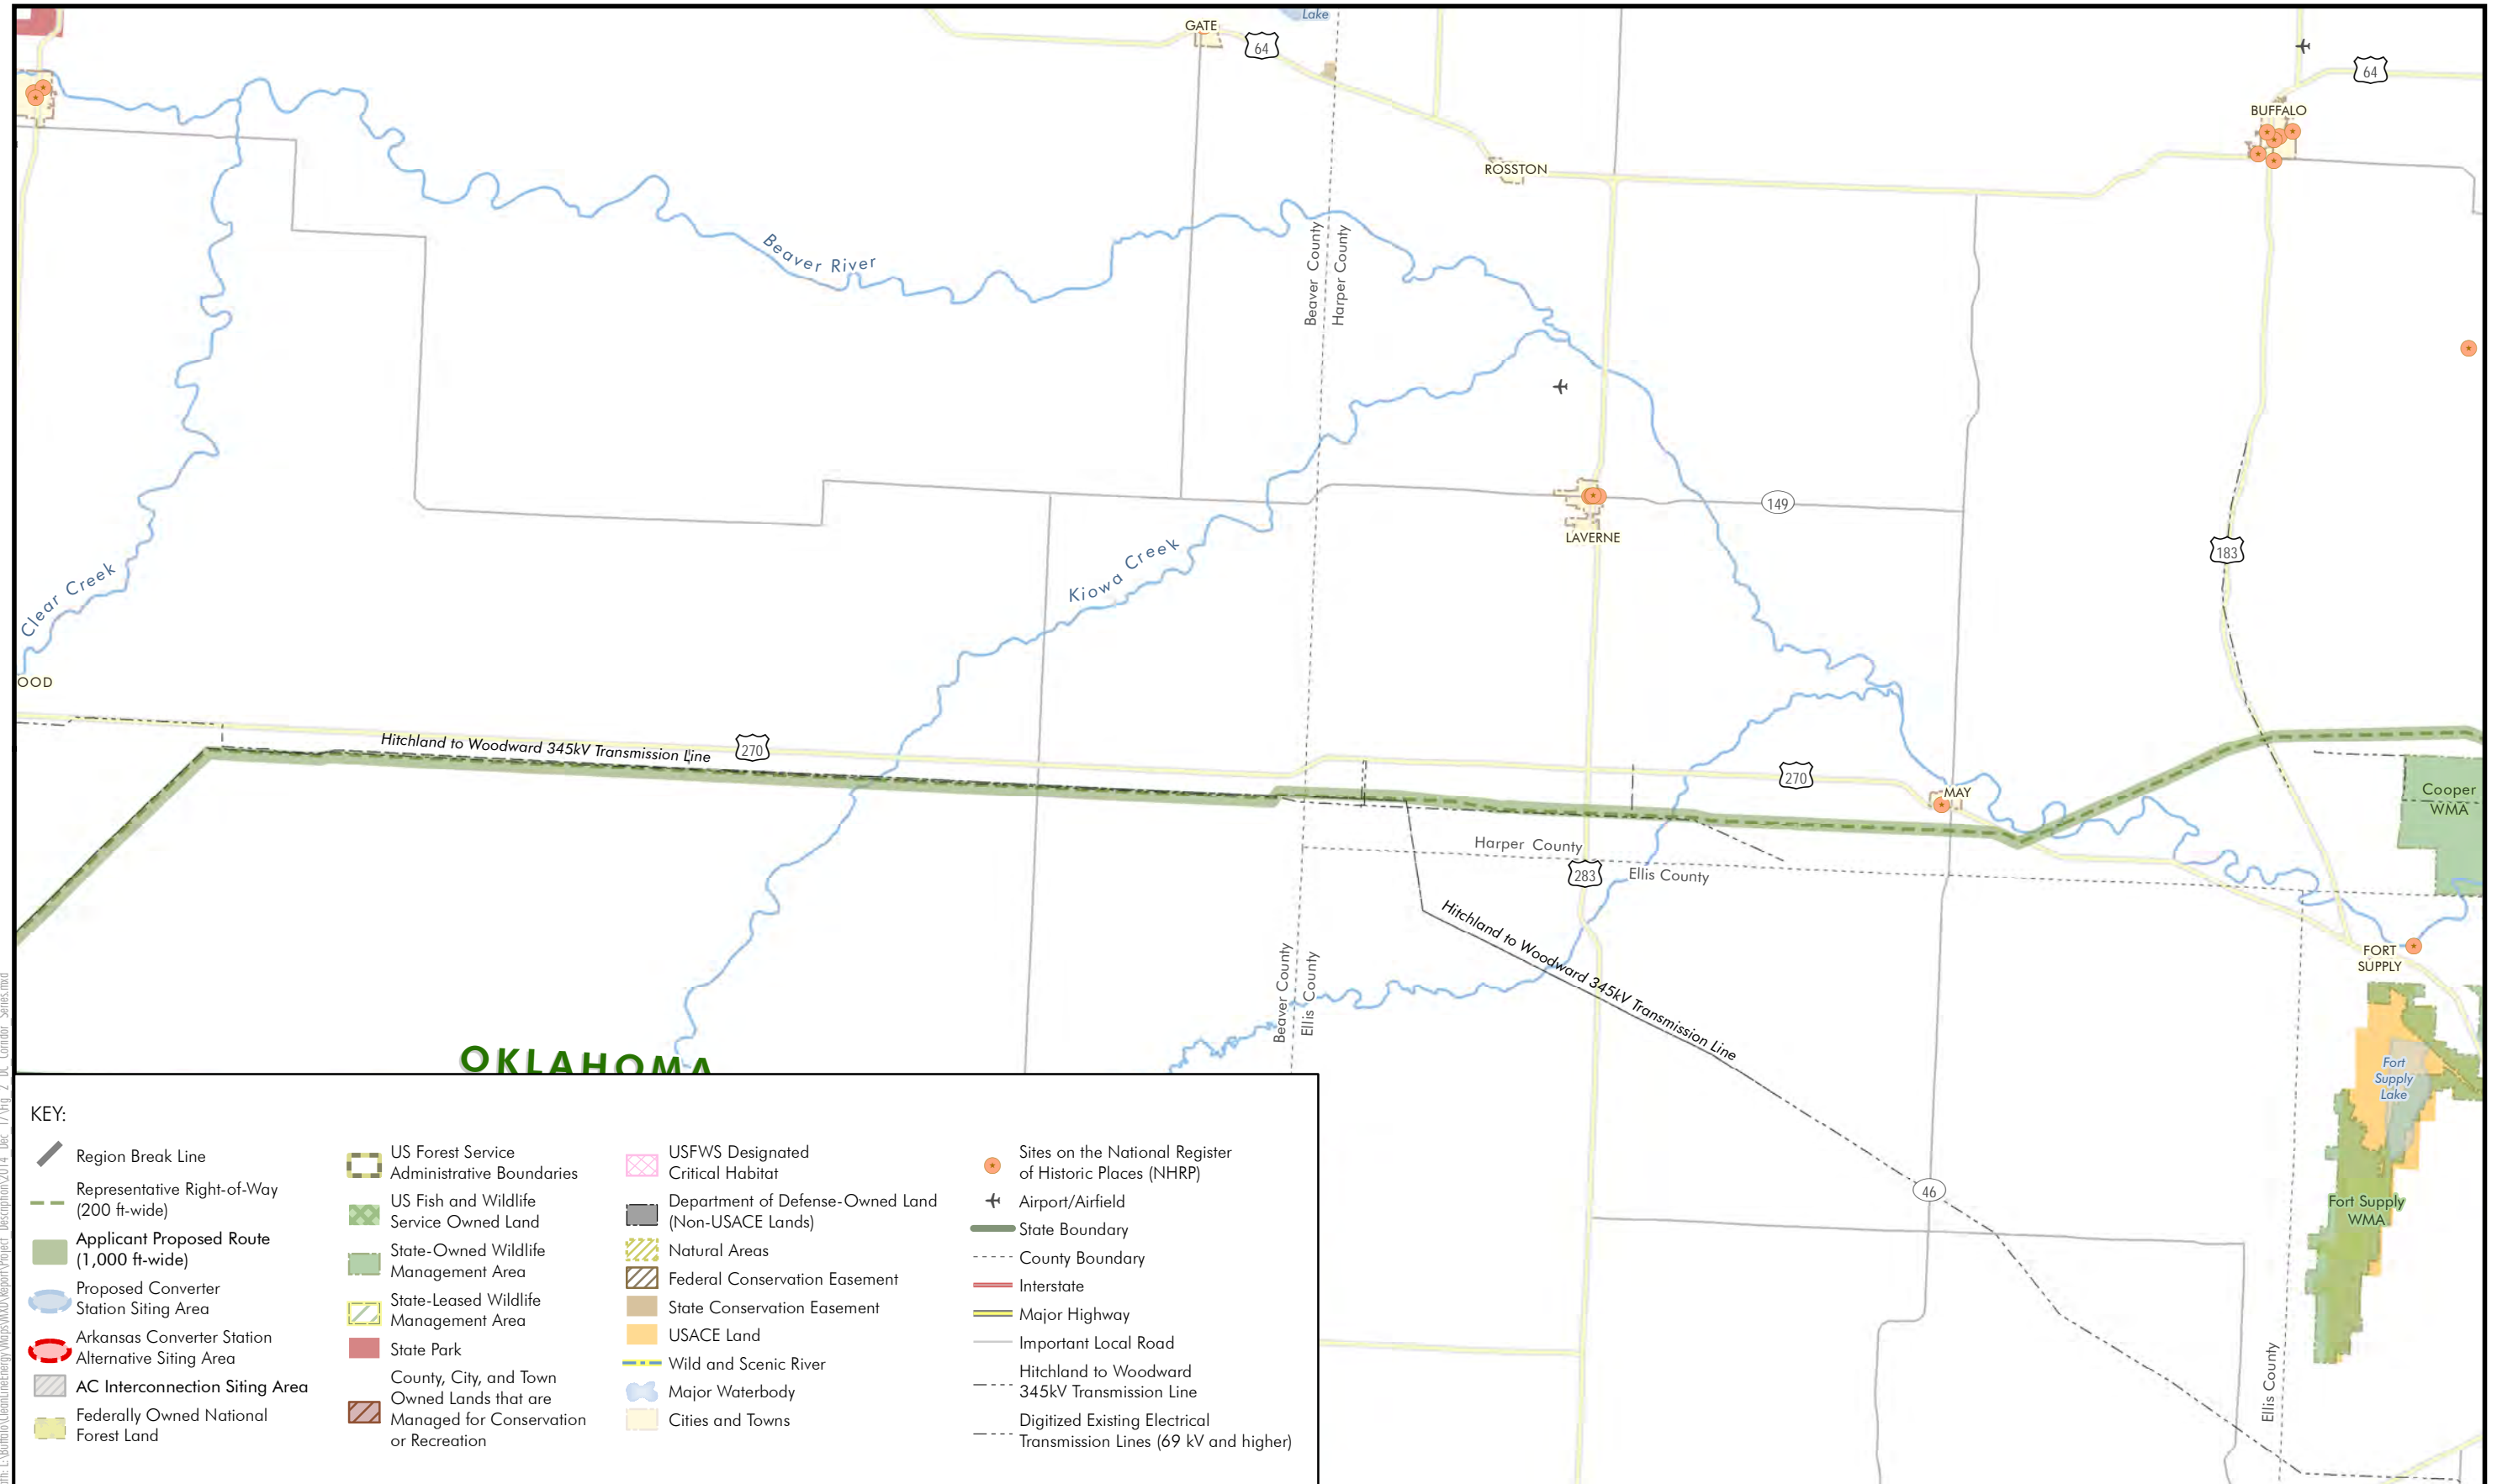 Lake
GATE
64
64
BUFFALO
ROSSTON
Beaver River
Beaver County
Harper County
149
LAVERNE
183
Kiowa Creek
Clear Creek
OOD
Hitchland to Woodward 345kV Transmission Line
270
270
MAY
Cooper
WMA
Harper County
283
Ellis County
Hitchland to Woodward 345kV Transmission Line
FORT
SUPPLY
Beaver County
Ellis County
OKLAHOMA
Fort
Supply
Lake
46
Fort Supply
WMA
Ellis County
KEY:
Region Break Line
Representative Right-of-Way
(200 ft-wide)
Applicant Proposed Route
(1,000 ft-wide)
Proposed Converter
Station Siting Area
Arkansas Converter Station
Alternative Siting Area
AC Interconnection Siting Area
Federally Owned National
Forest Land
US Forest Service
Administrative Boundaries
US Fish and Wildlife
Service Owned Land
State-Owned Wildlife
Management Area
State-Leased Wildlife
Management Area
State Park
County, City, and Town
Owned Lands that are
Managed for Conservation
or Recreation
USFWS Designated
Critical Habitat
Department of Defense-Owned Land
(Non-USACE Lands)
Natural Areas
Federal Conservation Easement
State Conservation Easement
USACE Land
Wild and Scenic River
Major Waterbody
Cities and Towns
Sites on the National Register
of Historic Places (NHRP)
Airport/Airfield
State Boundary
County Boundary
Interstate
Major Highway
Important Local Road
Hitchland to Woodward
345kV Transmission Line
Digitized Existing Electrical
Transmission Lines (69 kV and higher)